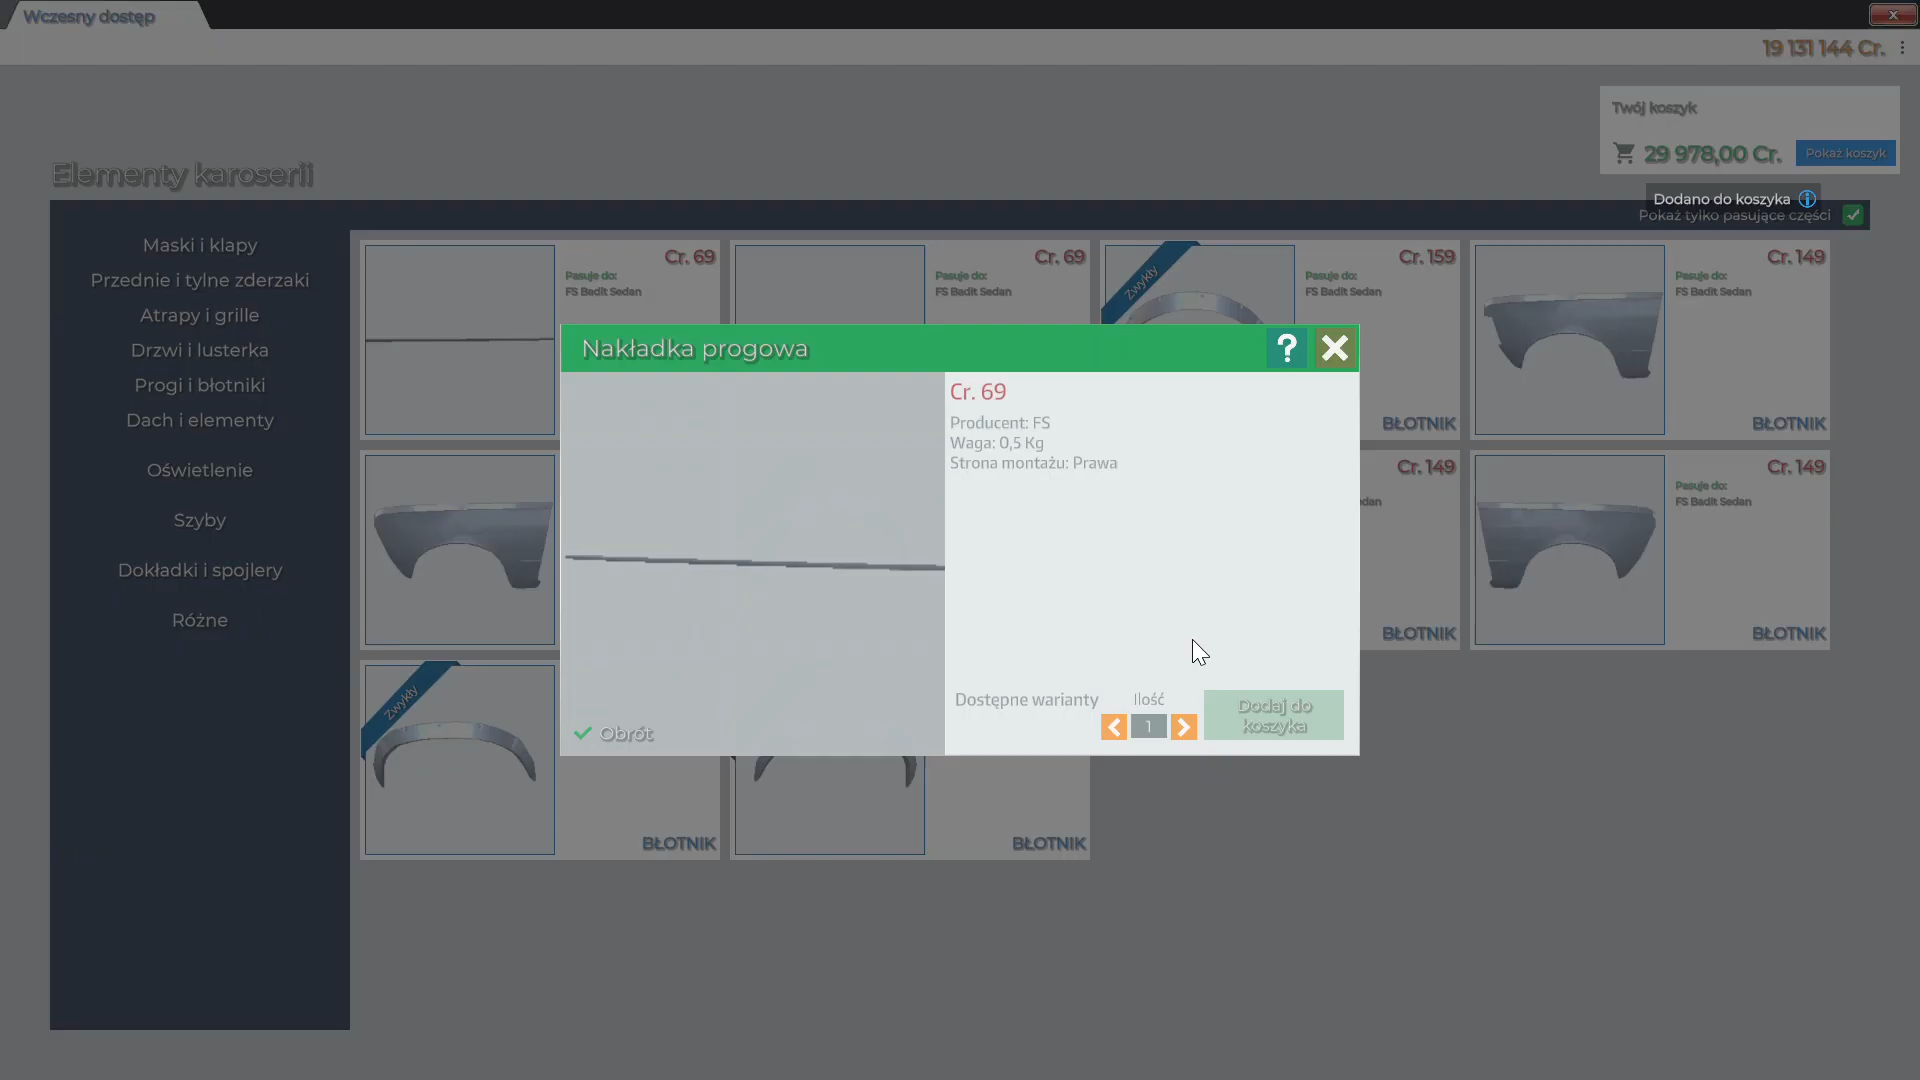 Wczesny dostęp
19 131 144 Cr.
Twój koszyk
29 978,00 Cr.
Pokaż koszyk
Elementy karoserii
Dodano do koszyka
Pokaż tylko pasujące części
Maski i klapy
Przednie i tylne zderzaki
Atrapy i grille
Drzwi i lusterka
Progi i błotniki
Dach i elementy
Oświetlenie
Szyby
Dokładki i spojlery
Różne
Cr. 69
Pasuje do:
FS Badit Sedan
Cr. 69
Pasuje do:
FS Badit Sedan
Zwykły
Cr. 159
Pasuje do:
FS Badit Sedan
BŁOTNIK
Cr. 149
Pasuje do:
FS Badit Sedan
BŁOTNIK
Nakładka progowa
?
Cr. 69
Producent: FS
Waga: 0,5 Kg
Strona montażu: Prawa
Obrót
Dostępne warianty
Ilość
1
Dodaj do
koszyka
Cr. 149
BŁOTNIK
Cr. 149
Pasuje do:
FS Badit Sedan
BŁOTNIK
Zwykły
BŁOTNIK
BŁOTNIK